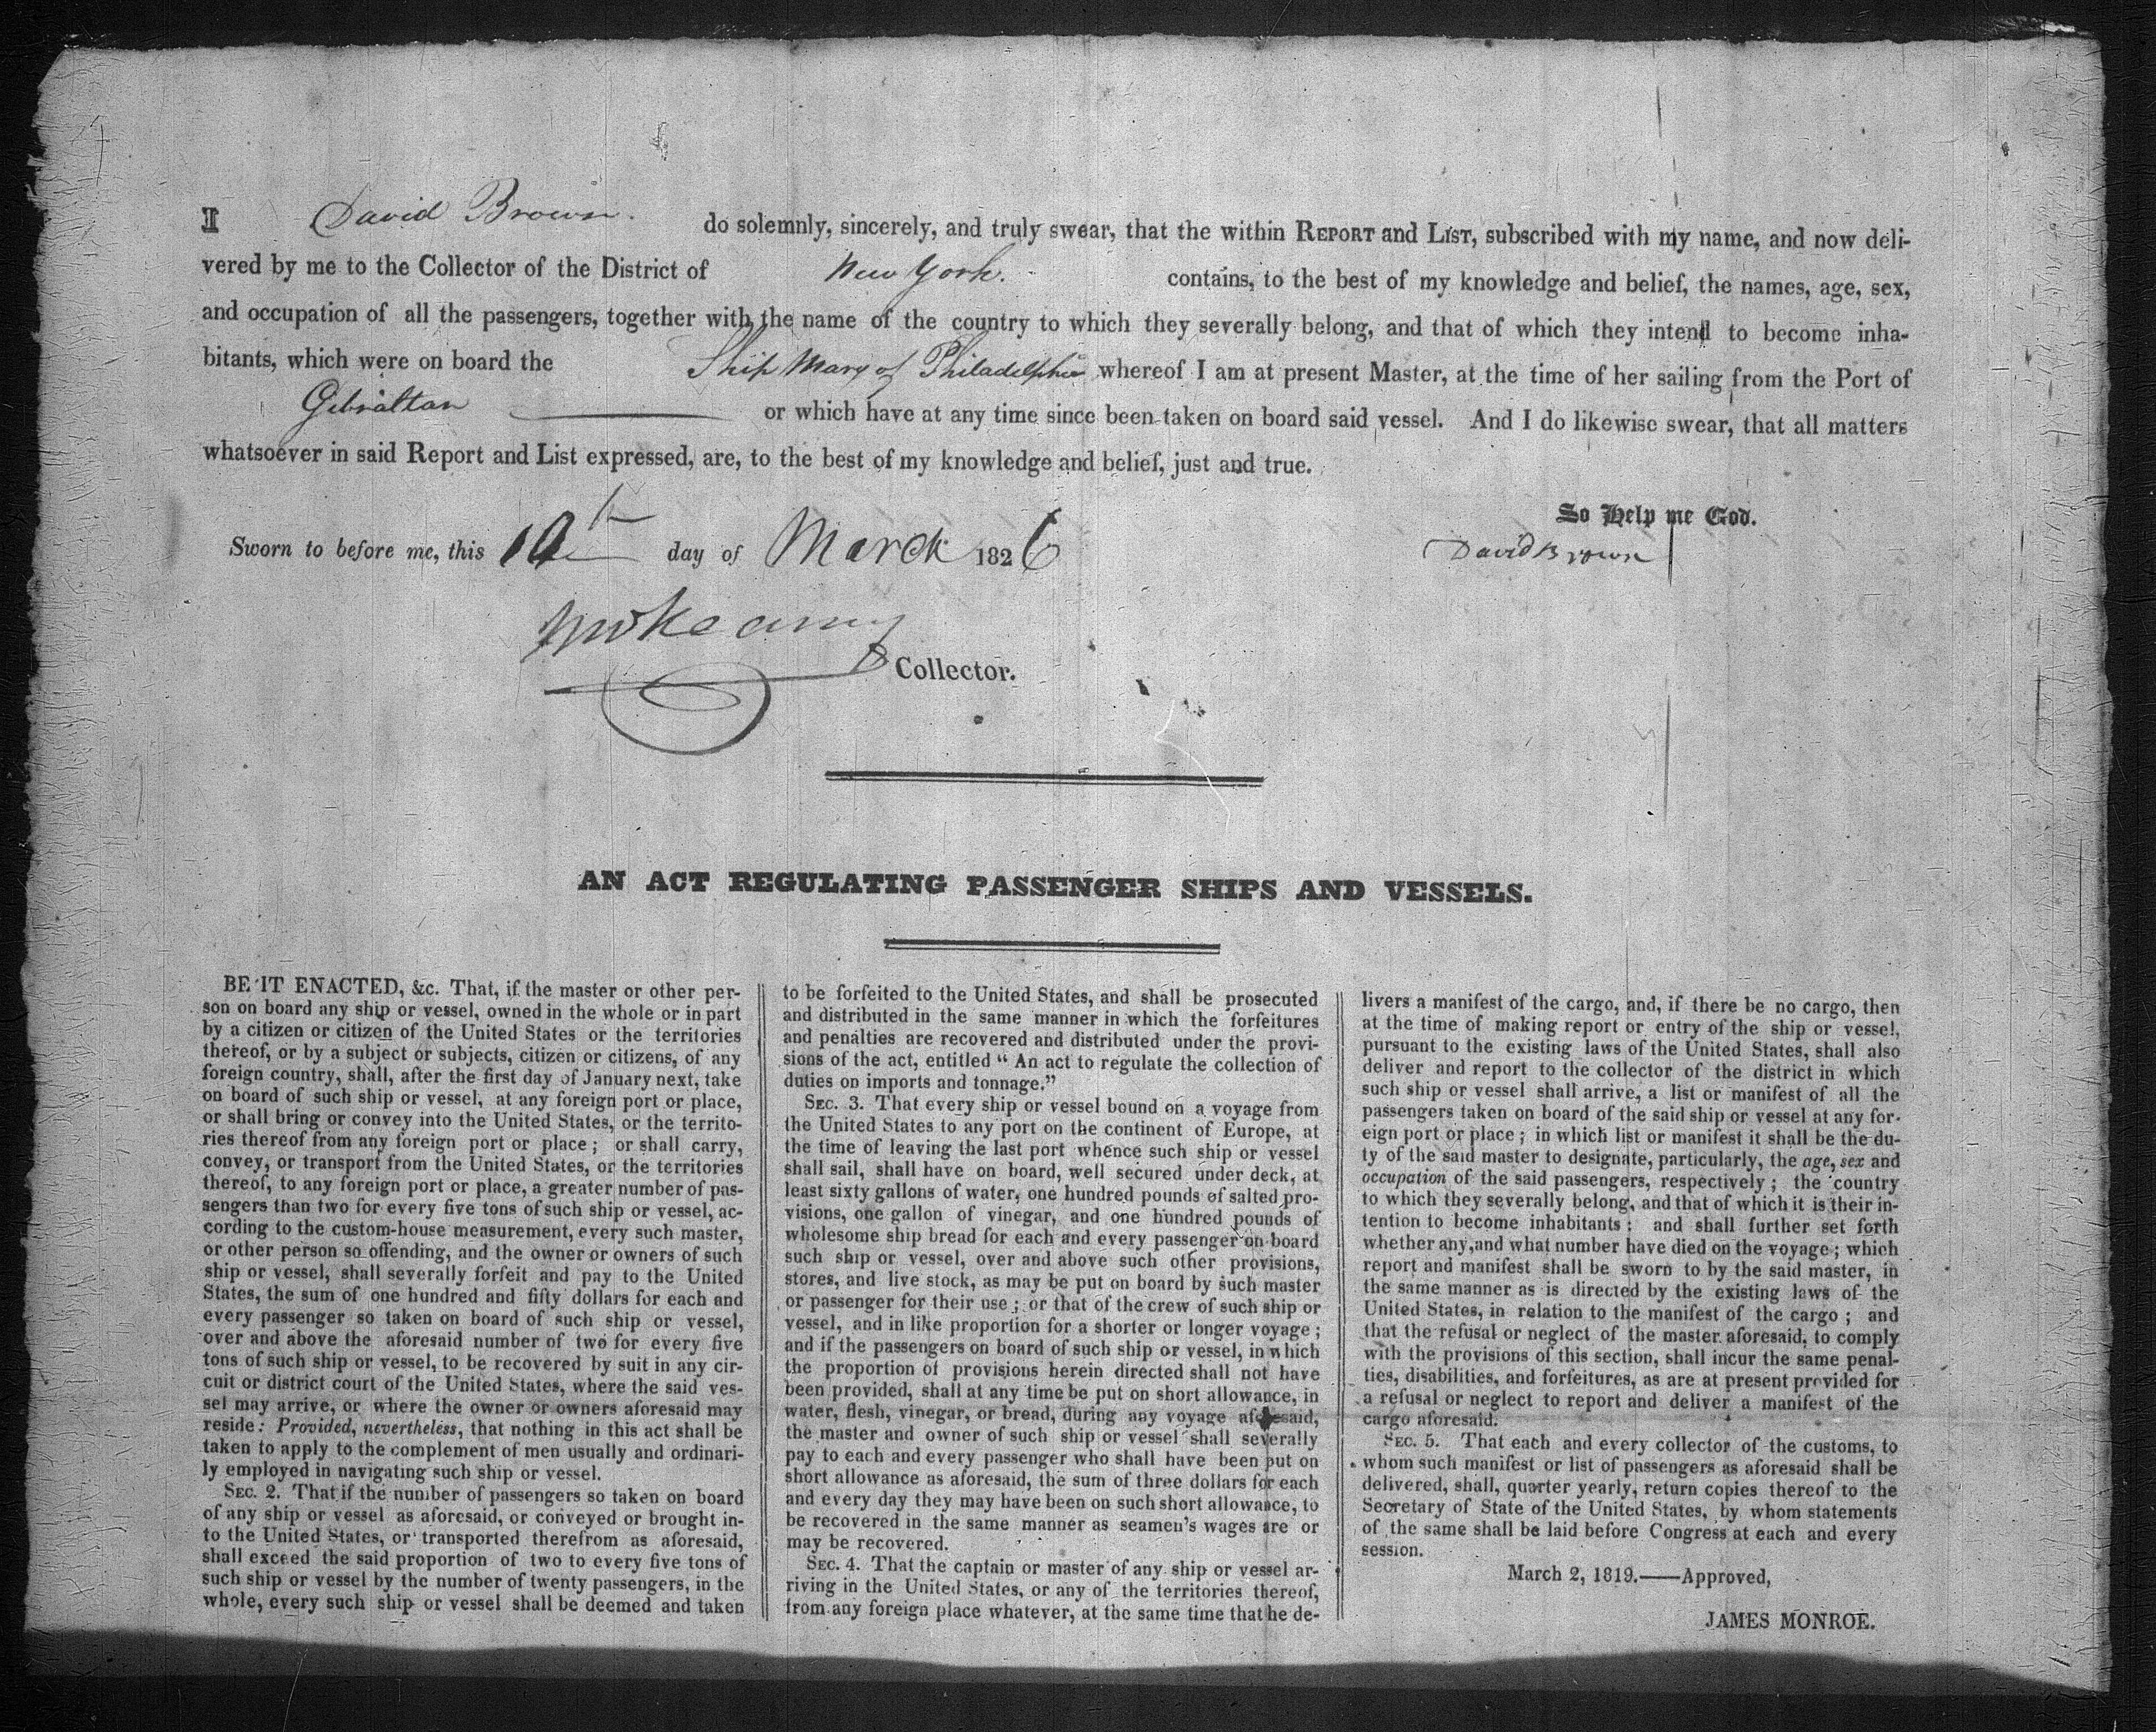 I David Brown. do solemnly, sincerely, and truly swear, that the within REPORT and LIST, subscribed with my name, and now deli-
vered by me to the Collector of the District of New York. contains, to the best of my knowledge and belief, the names, age, sex,
and occupation of all the passengers, together with the name of the country to which they severally belong, and that of which they intend to become inha-
bitants, which were on board the Ship Mary of Philadelphia whereof I am at present Master, at the time of her sailing from the Port of
Gibraltar or which have at any time since been taken on board said vessel. And I do likewise swear, that all matters
whatsoever in said Report and List expressed, are, to the best of my knowledge and belief, just and true.
So Help me God.
Sworn to before me, this day of March 1826
David Brown
Collector.
AN ACT REGULATING PASSENGER SHIPS AND VESSELS.
BE IT ENACTED, &c. That, if the master or other per-
son on board any ship or vessel, owned in the whole or in part
by a citizen or citizen of the United States or the territories
thereof, or by a subject or subjects, citizen or citizens, of any
foreign country, shall, after the first day of January next, take
on board of such ship or vessel, at any foreign port or place,
or shall bring or convey into the United States, or the territo-
ries thereof from any foreign port or place; or shall carry,
convey, or transport from the United States, or the territories
thereof, to any foreign port or place, a greater number of pas-
sengers than two for every five tons of such ship or vessel, ac-
cording to the custom-house measurement, every such master,
or other person so offending, and the owner or owners of such
ship or vessel, shall severally forfeit and pay to the United
States, the sum of one hundred and fifty dollars for each and
every passenger so taken on board of such ship or vessel,
over and above the aforesaid number of two for every five
tons of such ship or vessel, to be recovered by suit in any cir-
cuit or district court of the United States, where the said ves-
sel may arrive, or where the owner or owners aforesaid may
reside: Provided, nevertheless, that nothing in this act shall be
taken to apply to the complement of men usually and ordinari-
ly employed in navigating such ship or vessel.
SEC. 2. That if the number of passengers so taken on board
of any ship or vessel as aforesaid, or conveyed or brought in-
to the United States, or transported therefrom as aforesaid,
shall exceed the said proportion of two to every five tons of
such ship or vessel by the number of twenty passengers, in the
whole, every such ship or vessel shall be deemed and taken
to be forfeited to the United States, and shall be prosecuted
and distributed in the same manner in which the forfeitures
and penalties are recovered and distributed under the provi-
sions of the act, entitled "An act to regulate the collection of
duties on imports and tonnage."
SEC. 3. That every ship or vessel bound on a voyage from
the United States to any port on the continent of Europe, at
the time of leaving the last port whence such ship or vessel
shall sail, shall have on board, well secured under deck, at
least sixty gallons of water, one hundred pounds of salted pro-
visions, one gallon of vinegar, and one hundred pounds of
wholesome ship bread for each and every passenger on board
such ship or vessel, over and above such other provisions,
stores, and live stock, as may be put on board by such master
or passenger for their use; or that of the crew of such ship or
vessel, and in like proportion for a shorter or longer voyage;
and if the passengers on board of such ship or vessel, in which
the proportion of provisions herein directed shall not have
been provided, shall at any time be put on short allowance, in
water, flesh, vinegar, or bread, during any voyage aforesaid,
the master and owner of such ship or vessel shall severally
pay to each and every passenger who shall have been put on
short allowance as aforesaid, the sum of three dollars for each
and every day they may have been on such short allowance, to
be recovered in the same manner as seamen's wages are or
may be recovered.
SEC. 4. That the captain or master of any ship or vessel ar-
riving in the United States, or any of the territories thereof,
from any foreign place whatever, at the same time that he de-
livers a manifest of the cargo, and, if there be no cargo, then
at the time of making report or entry of the ship or vessel,
pursuant to the existing laws of the United States, shall also
deliver and report to the collector of the district in which
such ship or vessel shall arrive, a list or manifest of all the
passengers taken on board of the said ship or vessel at any for-
eign port or place; in which list or manifest it shall be the du-
ty of the said master to designate, particularly, the age, sex and
occupation of the said passengers, respectively; the country
to which they severally belong, and that of which it is their in-
tention to become inhabitants: and shall further set forth
whether any, and what number have died on the voyage; which
report and manifest shall be sworn to by the said master, in
the same manner as is directed by the existing laws of the
United States, in relation to the manifest of the cargo; and
that the refusal or neglect of the master aforesaid, to comply
with the provisions of this section, shall incur the same penal-
ties, disabilities, and forfeitures, as are at present provided for
a refusal or neglect to report and deliver a manifest of the
cargo aforesaid.
SEC. 5. That each and every collector of the customs, to
whom such manifest or list of passengers as aforesaid shall be
delivered, shall, quarter yearly, return copies thereof to the
Secretary of State of the United States, by whom statements
of the same shall be laid before Congress at each and every
session.
March 2, 1819.——Approved,
JAMES MONROE.